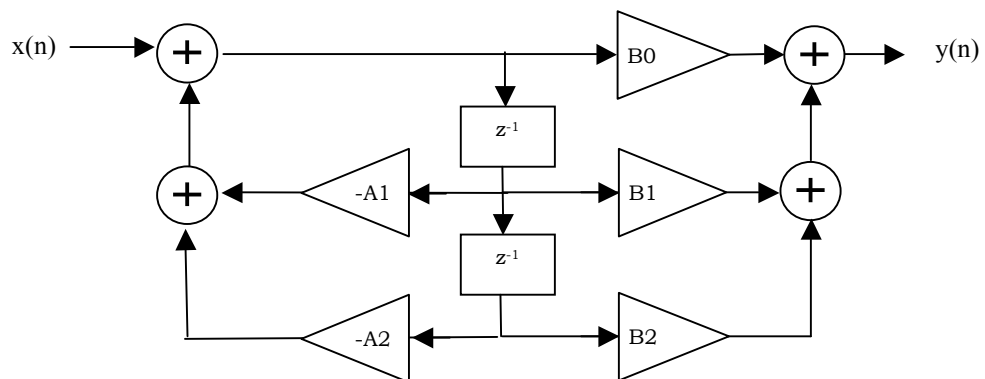 x(n) + B0 + y(n)
z-1
+ -A1 B1 +
z-1
-A2 B2